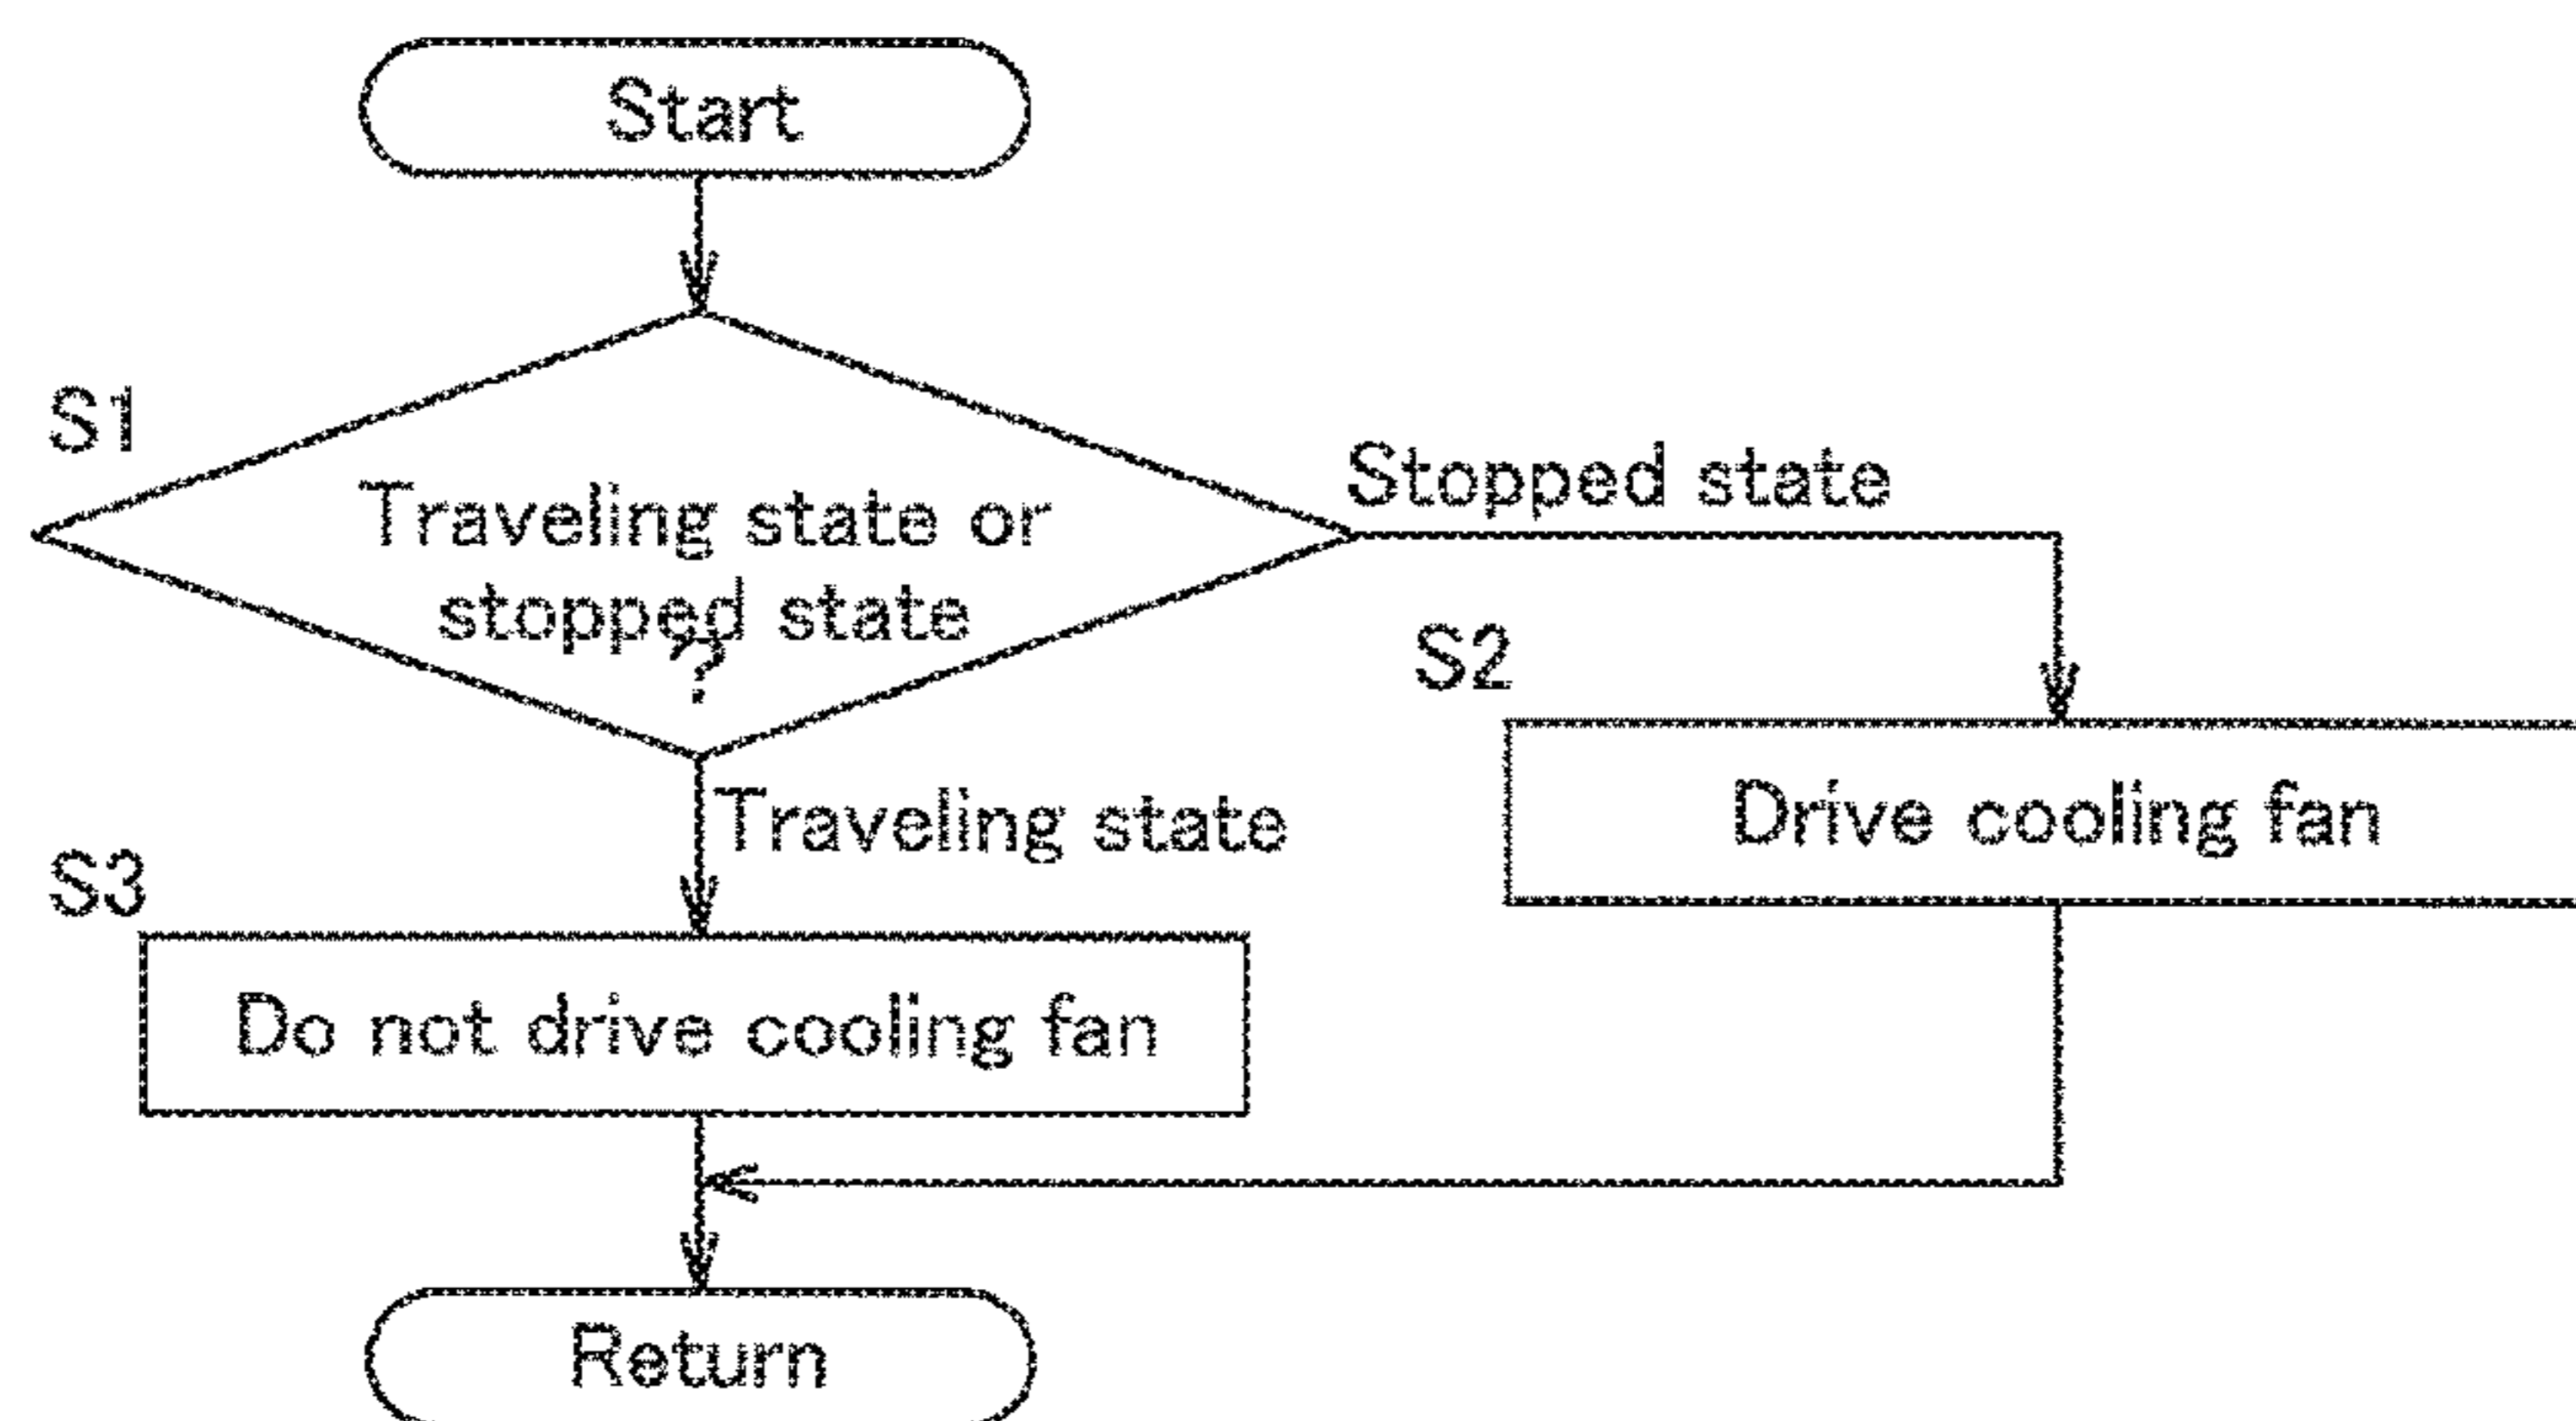 Start
S1
Traveling state or
stopped state
?
Stopped state
S2
Drive cooling fan
Traveling state
S3
Do not drive cooling fan
Return